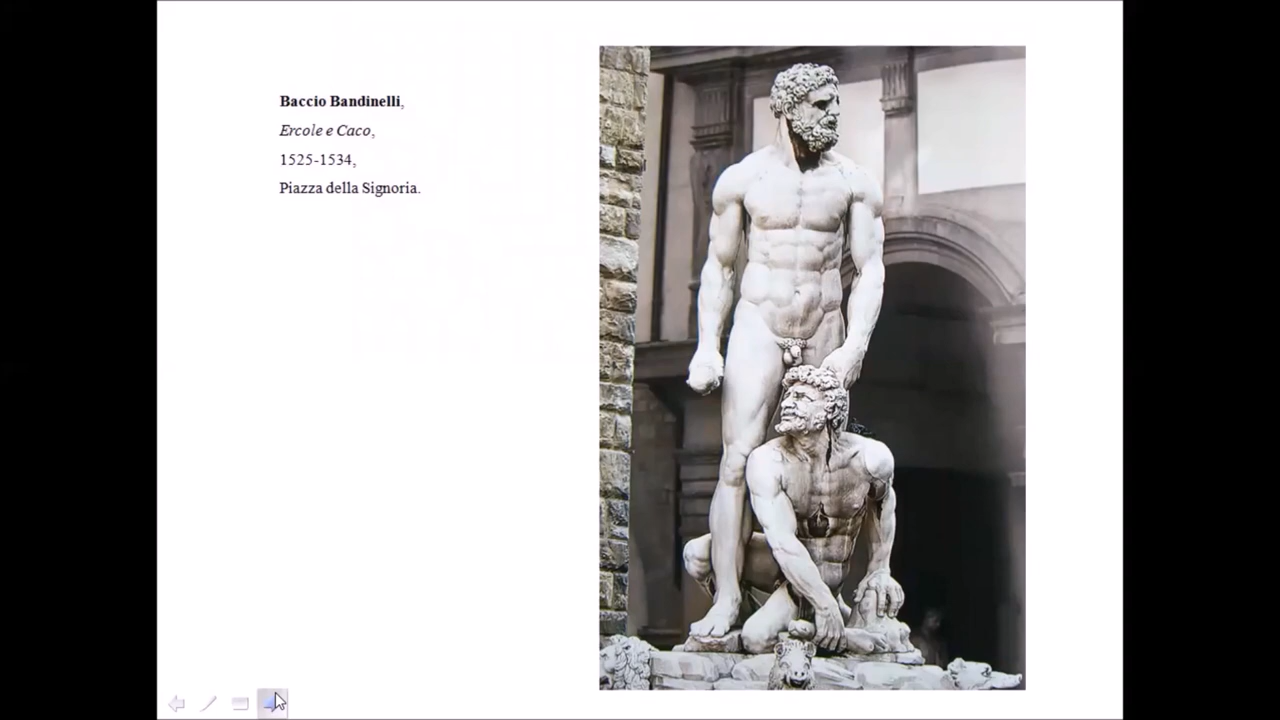 Baccio Bandinelli,
Ercole e Caco,
1525-1534,
Piazza della Signoria.